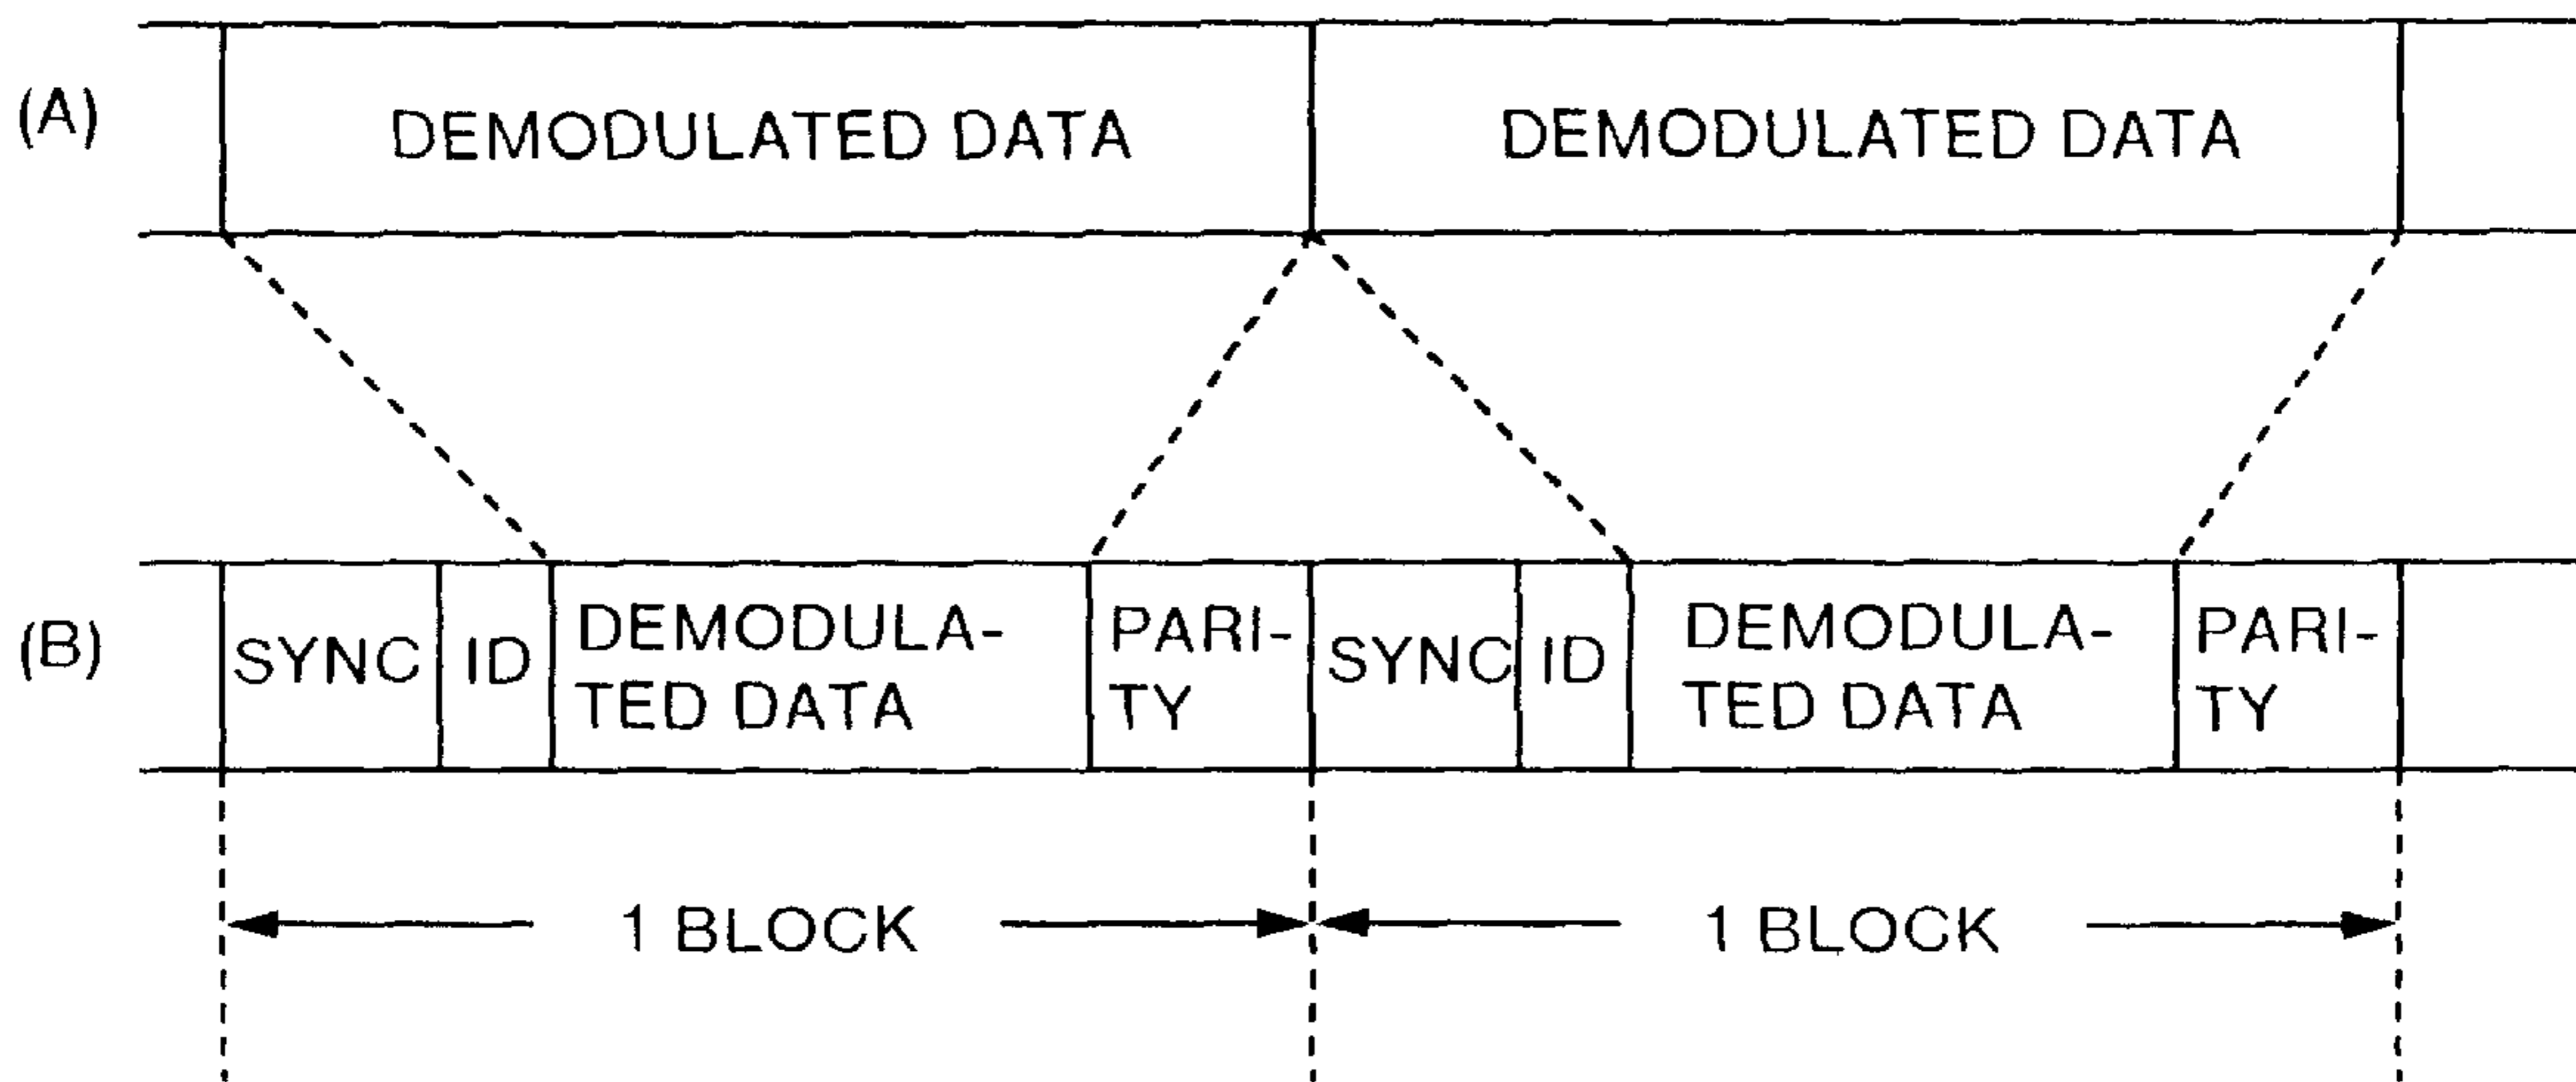 (A)
DEMODULATED DATA
DEMODULATED DATA
(B)
SYNC
ID
DEMODULA-
TED DATA
PARI-
TY
SYNC
ID
DEMODULA-
TED DATA
PARI-
TY
1 BLOCK
1 BLOCK